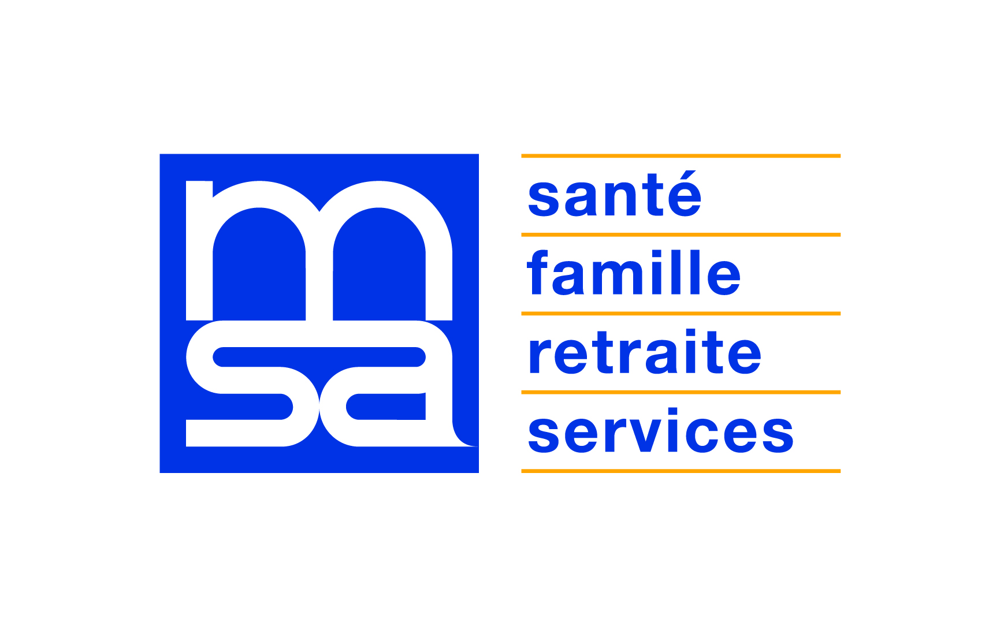 msa
santé
famille
retraite
services